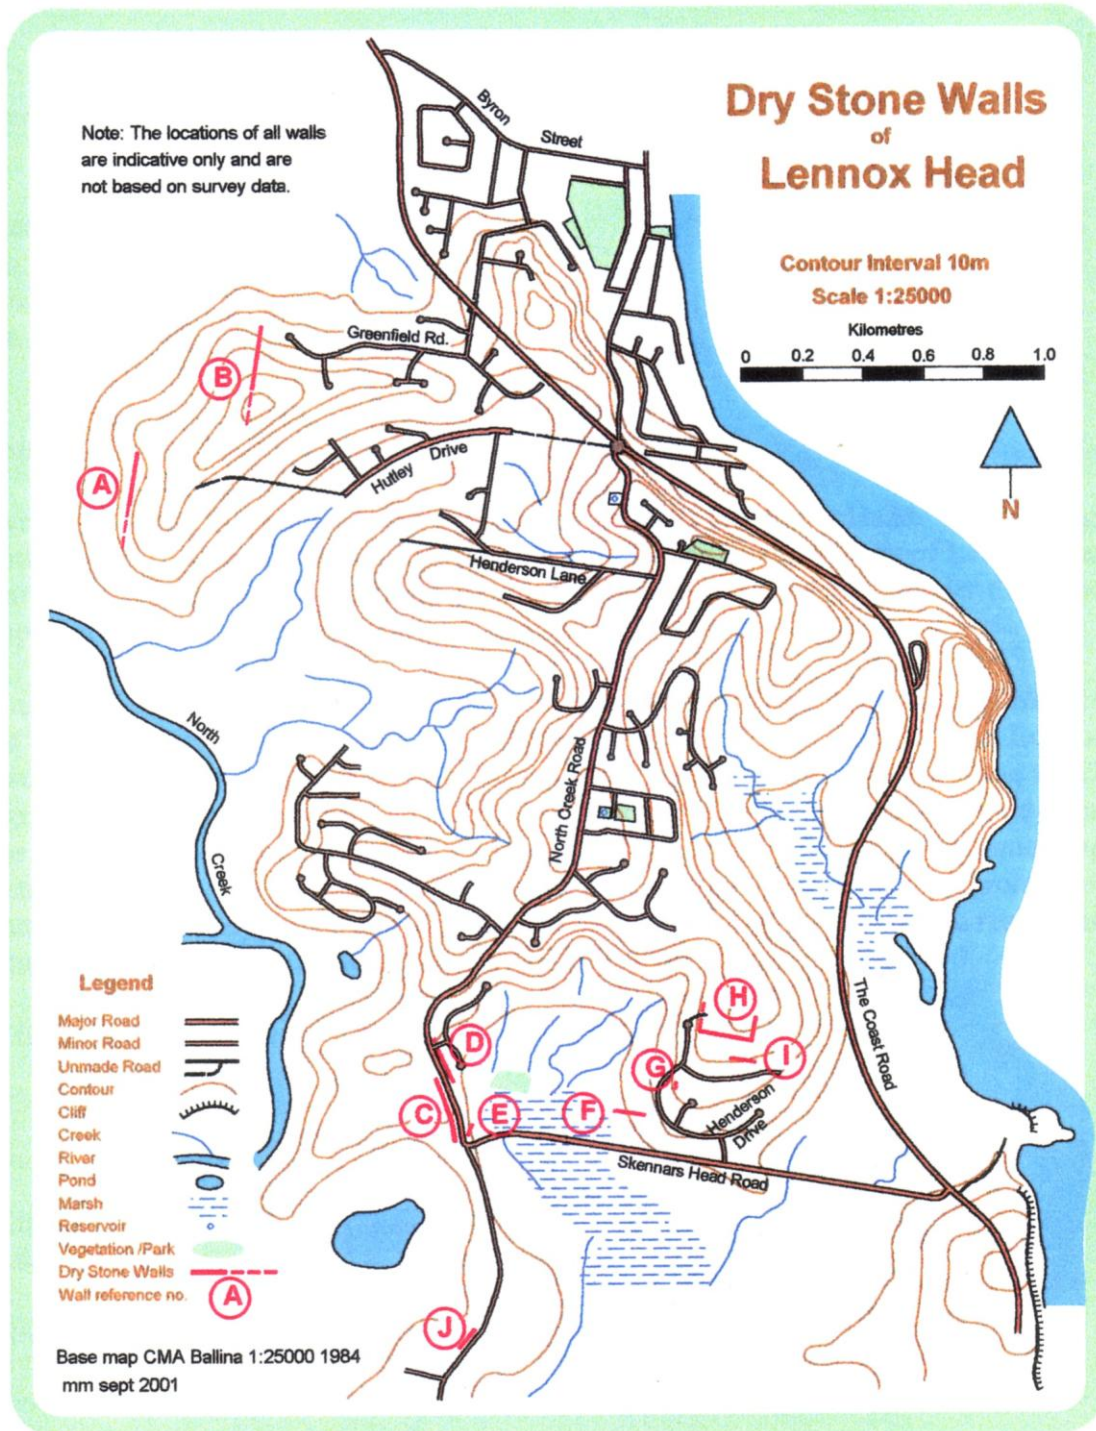 Dry Stone Walls
of
Lennox Head
Note: The locations of all walls
are indicative only and are
not based on survey data.
Contour Interval 10m
Scale 1:25000
Kilometres
0 0.2 0.4 0.6 0.8 1.0
N
Byron
Street
Greenfield Rd.
B
A
Hutley Drive
Henderson Lane
North
Creek
North Creek Road
The Coast Road
H
D
I
G
C
E
F
Henderson
Drive
Skennars Head Road
J
Legend
Major Road
Minor Road
Unmade Road
Contour
Cliff
Creek
River
Pond
Marsh
Reservoir
Vegetation /Park
Dry Stone Walls
Wall reference no. A
Base map CMA Ballina 1:25000 1984
mm sept 2001